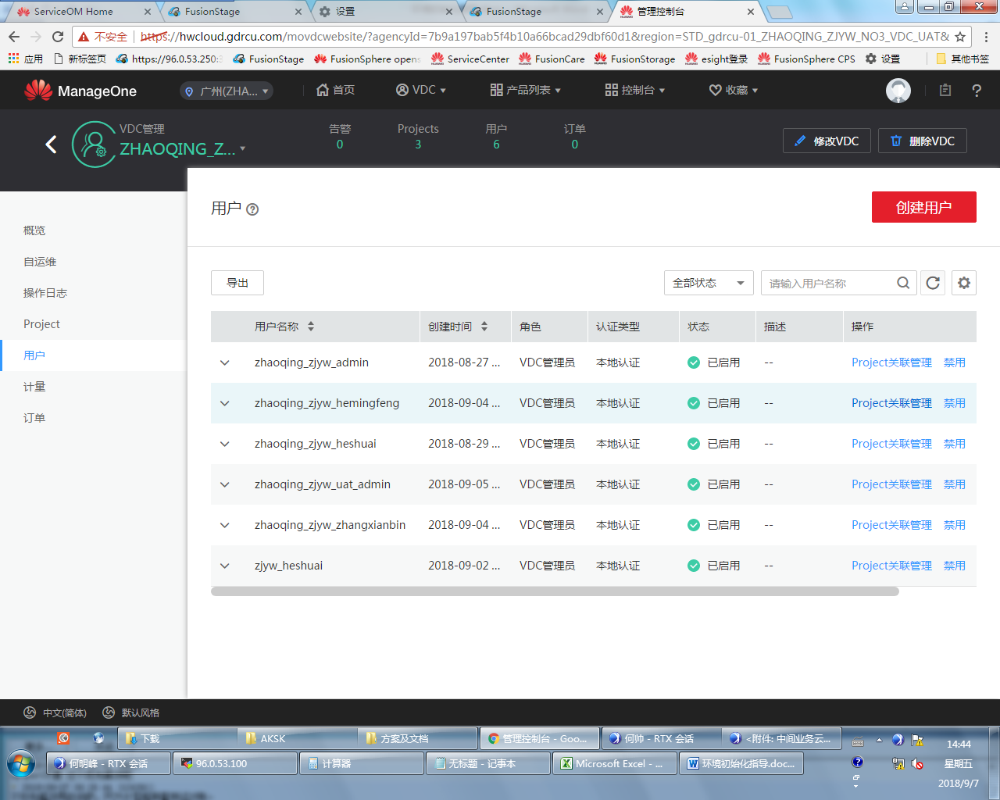 ServiceOM Home
FusionStage
设置
FusionStage
管理控制台
不安全 https://hwcloud.gdrcu.com/movdcwebsite/?agencyId=7b9a197bab5f4b10a66bcad29dbf60d1&region=STD_gdrcu-01_ZHAOQING_ZJYW_NO3_VDC_UAT&
应用 新标签页 https://96.0.53.250: FusionStage FusionSphere opens ServiceCenter FusionCare FusionStorage esight登录 FusionSphere CPS 设置 其他书签
ManageOne 广州(ZHA... 首页 VDC 产品列表 控制台 收藏
VDC管理 告警 Projects 用户 订单
ZHAOQING_Z... 0 3 6 0 修改VDC 删除VDC
用户 创建用户
概览
自运维
操作日志
Project
用户
计量
订单
导出 全部状态 请输入用户名称
用户名称 创建时间 角色 认证类型 状态 描述 操作
zhaoqing_zjyw_admin 2018-08-27 ... VDC管理员 本地认证 已启用 -- Project关联管理 禁用
zhaoqing_zjyw_hemingfeng 2018-09-04 ... VDC管理员 本地认证 已启用 -- Project关联管理 禁用
zhaoqing_zjyw_heshuai 2018-08-29 ... VDC管理员 本地认证 已启用 -- Project关联管理 禁用
zhaoqing_zjyw_uat_admin 2018-09-05 ... VDC管理员 本地认证 已启用 -- Project关联管理 禁用
zhaoqing_zjyw_zhangxianbin 2018-09-04 ... VDC管理员 本地认证 已启用 -- Project关联管理 禁用
zjyw_heshuai 2018-09-02 ... VDC管理员 本地认证 已启用 -- Project关联管理 禁用
中文(简体) 默认风格
下载 AKSK 方案及文档 管理控制台 - Goo... 何帅 - RTX 会话 <附件: 中间业务云...
何明峰 - RTX 会话 96.0.53.100 计算器 无标题 - 记事本 Microsoft Excel - ... 环境初始化指导.doc...
14:44
星期五
2018/9/7